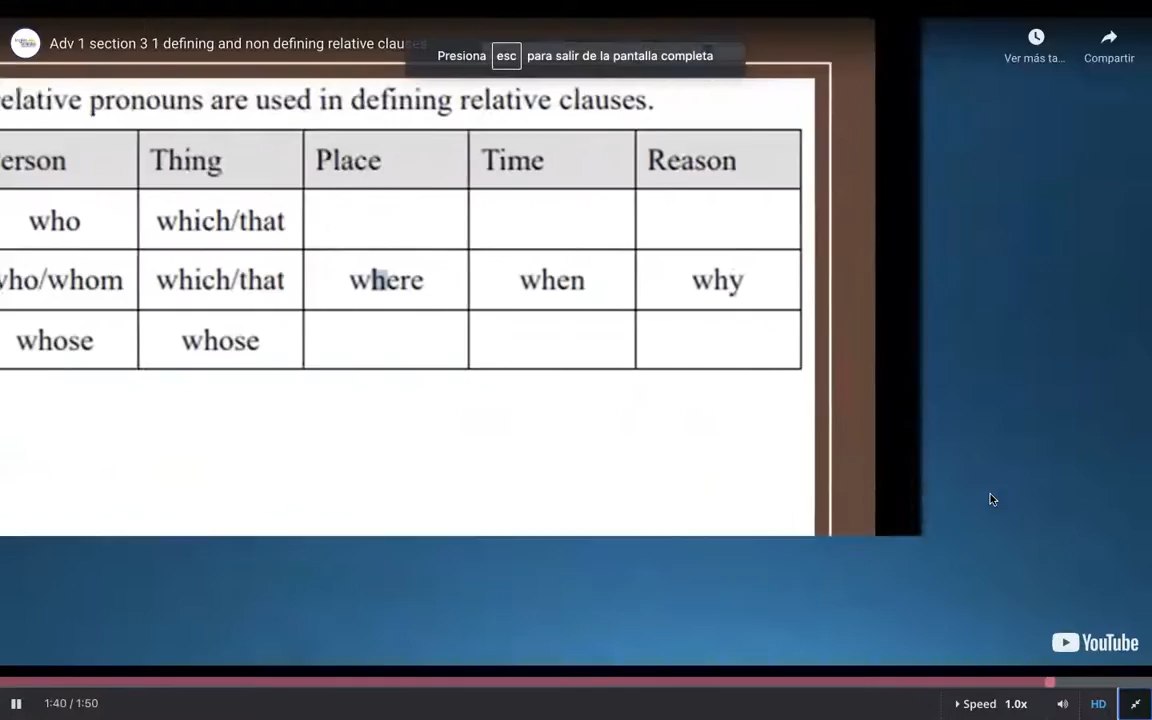 Adv 1 section 3 1 defining and non defining relative clauses
Presiona esc para salir de la pantalla completa
Ver más ta...
Compartir
elative pronouns are used in defining relative clauses.
erson Thing Place Time Reason
who which/that
who/whom which/that where when why
whose whose
YouTube
1:40 / 1:50
Speed 1.0x
HD